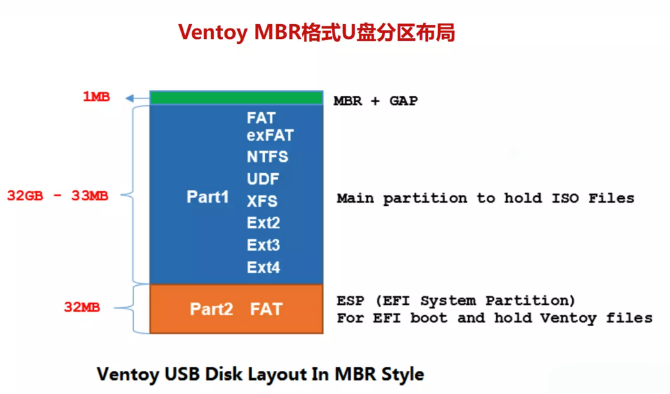 Ventoy MBR格式U盘分区布局
1MB
MBR + GAP
FAT
exFAT
NTFS
UDF
32GB - 33MB
Part1
XFS
Main partition to hold ISO Files
Ext2
Ext3
Ext4
32MB
Part2 FAT
ESP (EFI System Partition)
For EFI boot and hold Ventoy files
Ventoy USB Disk Layout In MBR Style